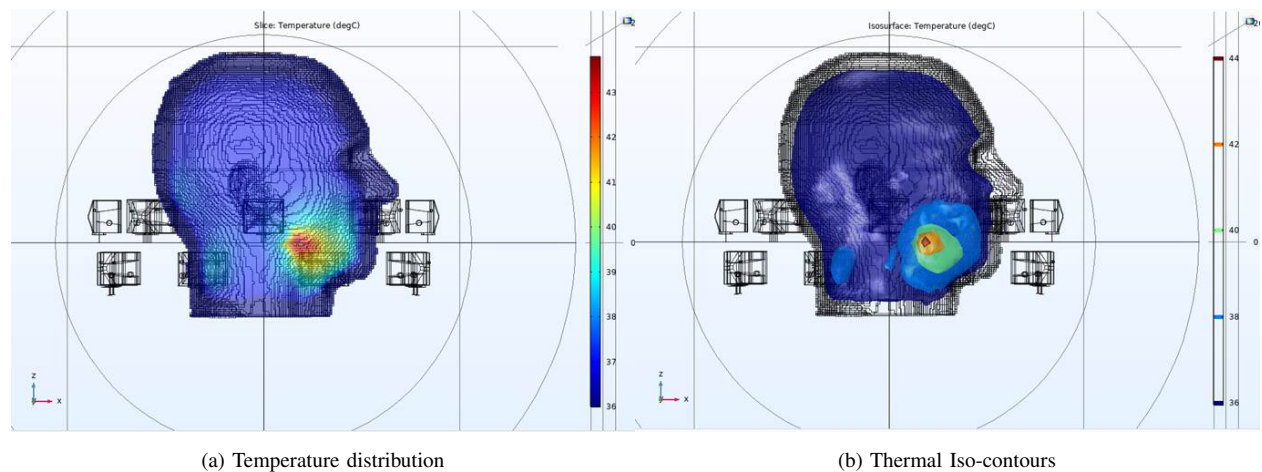 Slice: Temperature (degC)
43
42
41
40
39
38
37
36
0
z
x
(a) Temperature distribution
Isosurface: Temperature (degC)
44
42
40
38
36
0
z
x
(b) Thermal Iso-contours